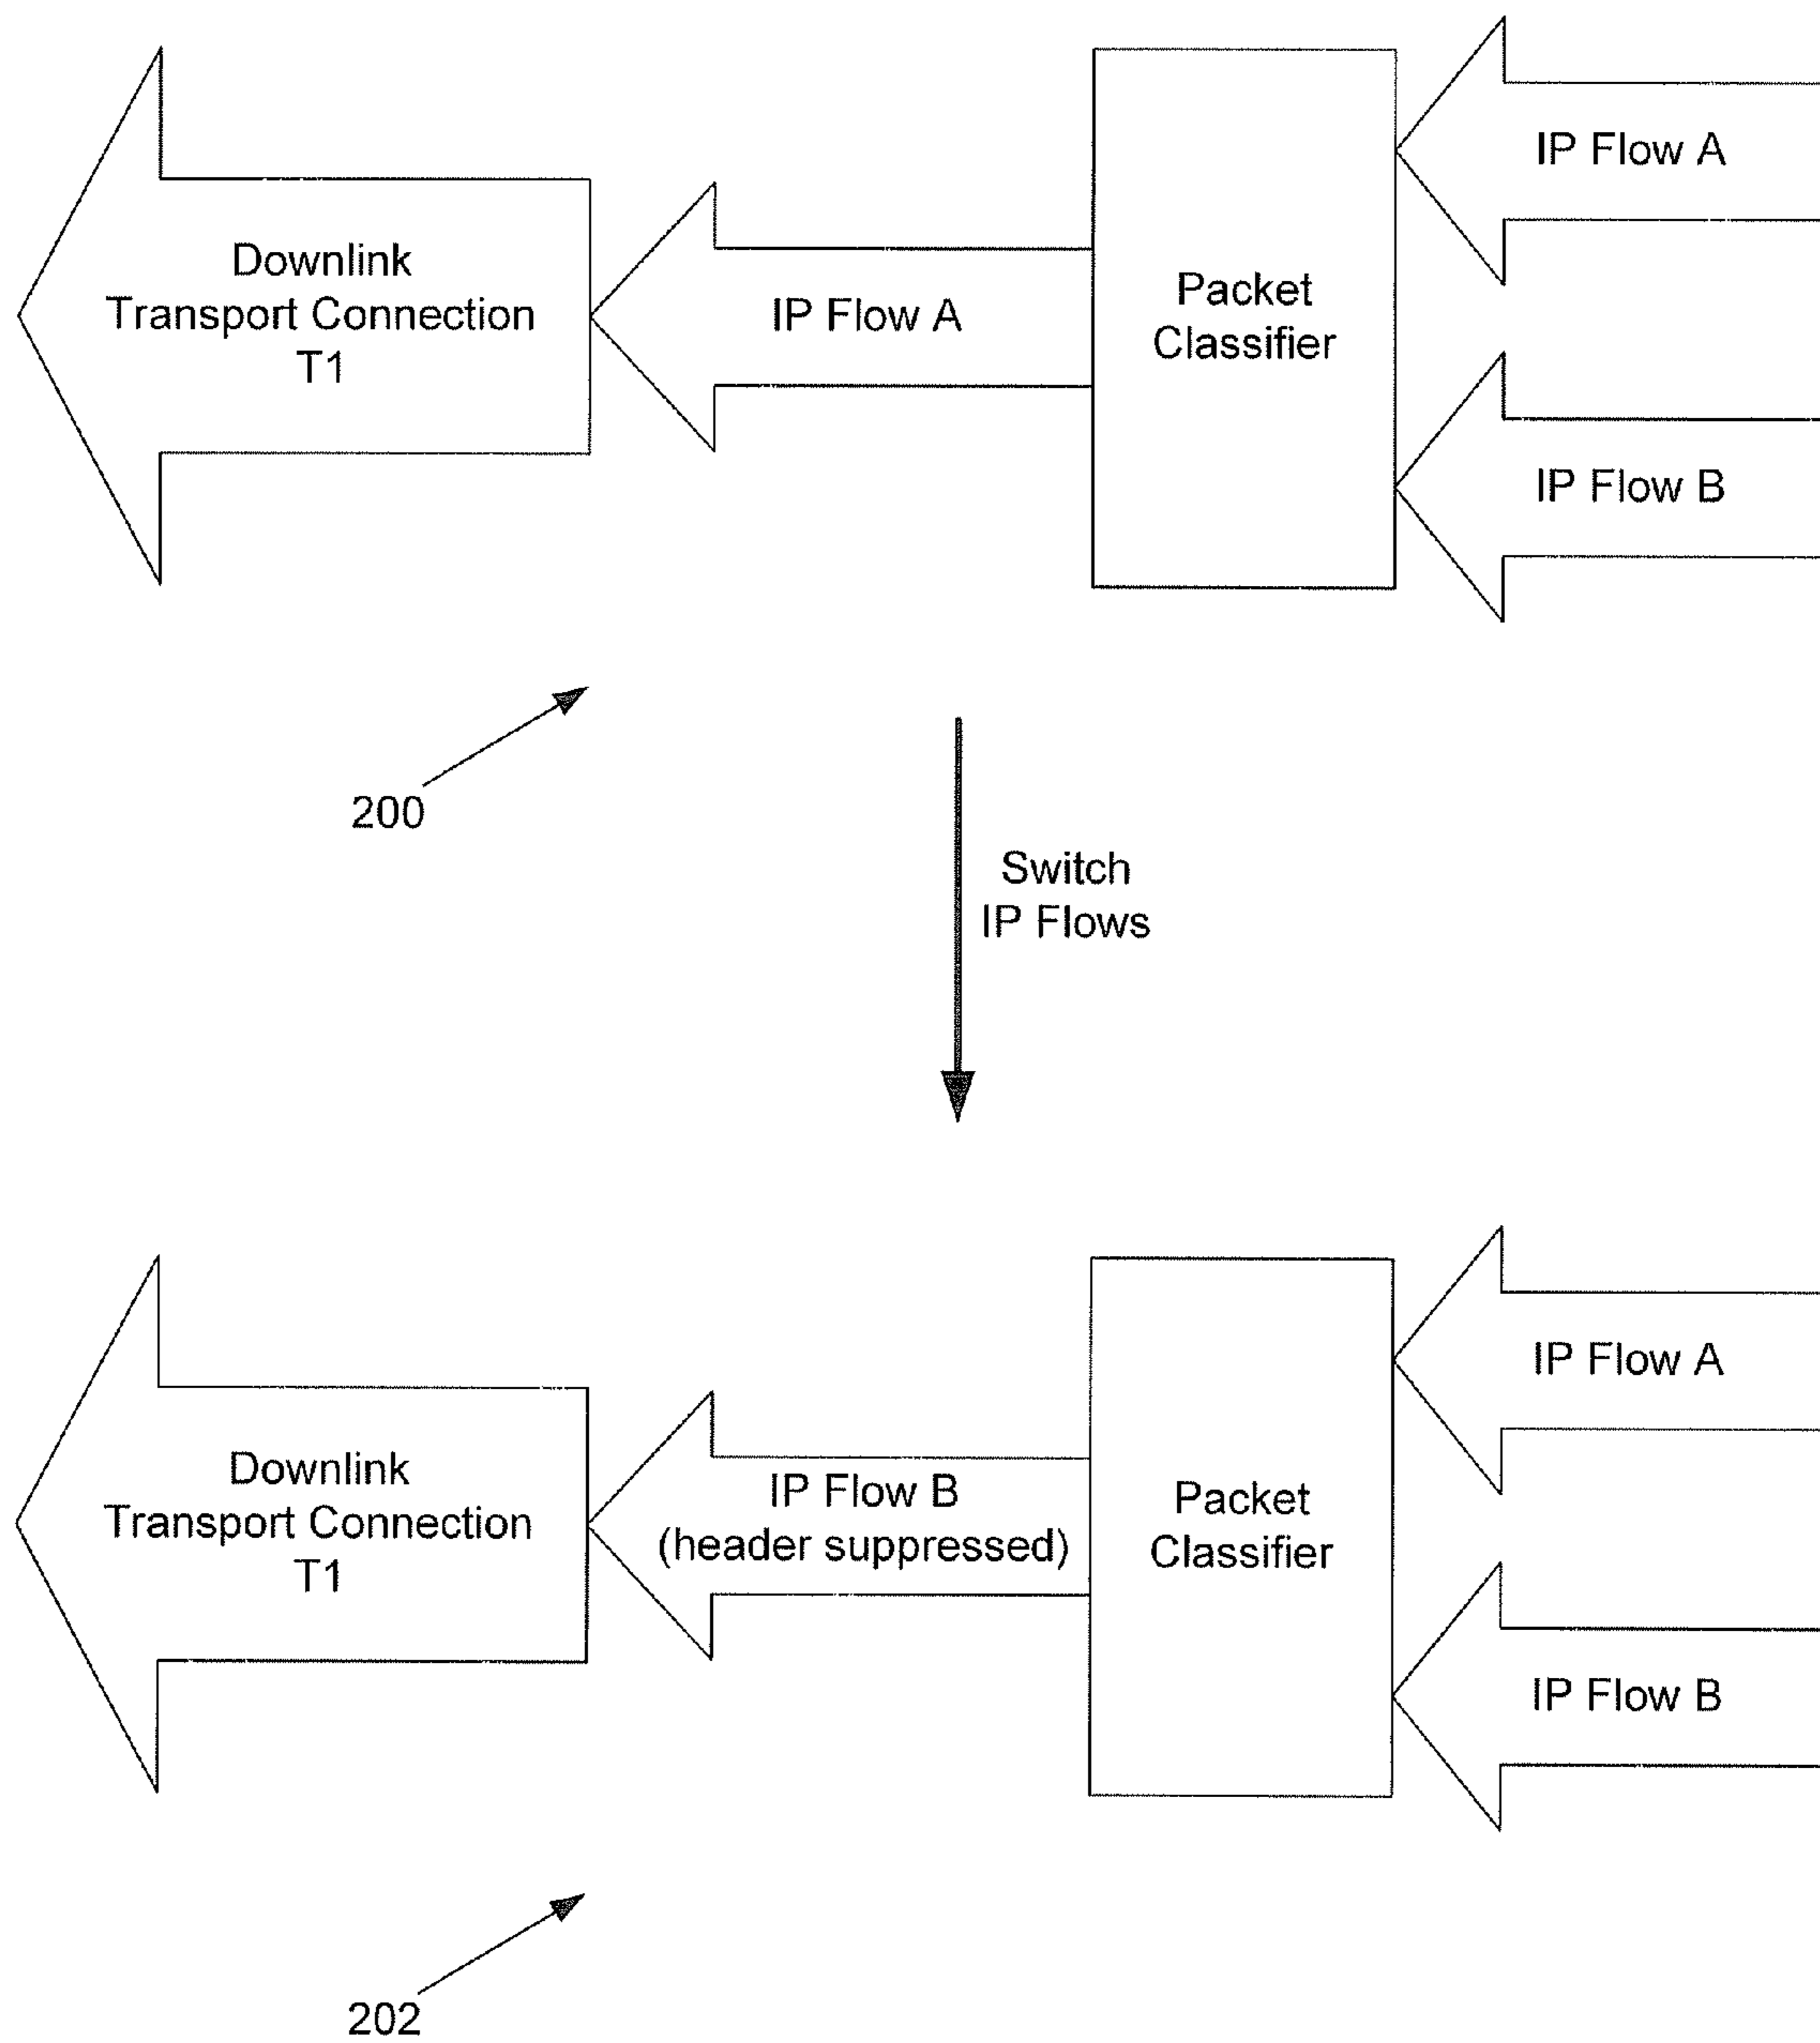 IP Flow A
Downlink
Transport Connection
T1
IP Flow A
Packet
Classifier
IP Flow B
200
Switch
IP Flows
IP Flow A
Downlink
Transport Connection
T1
IP Flow B
(header suppressed)
Packet
Classifier
IP Flow B
202